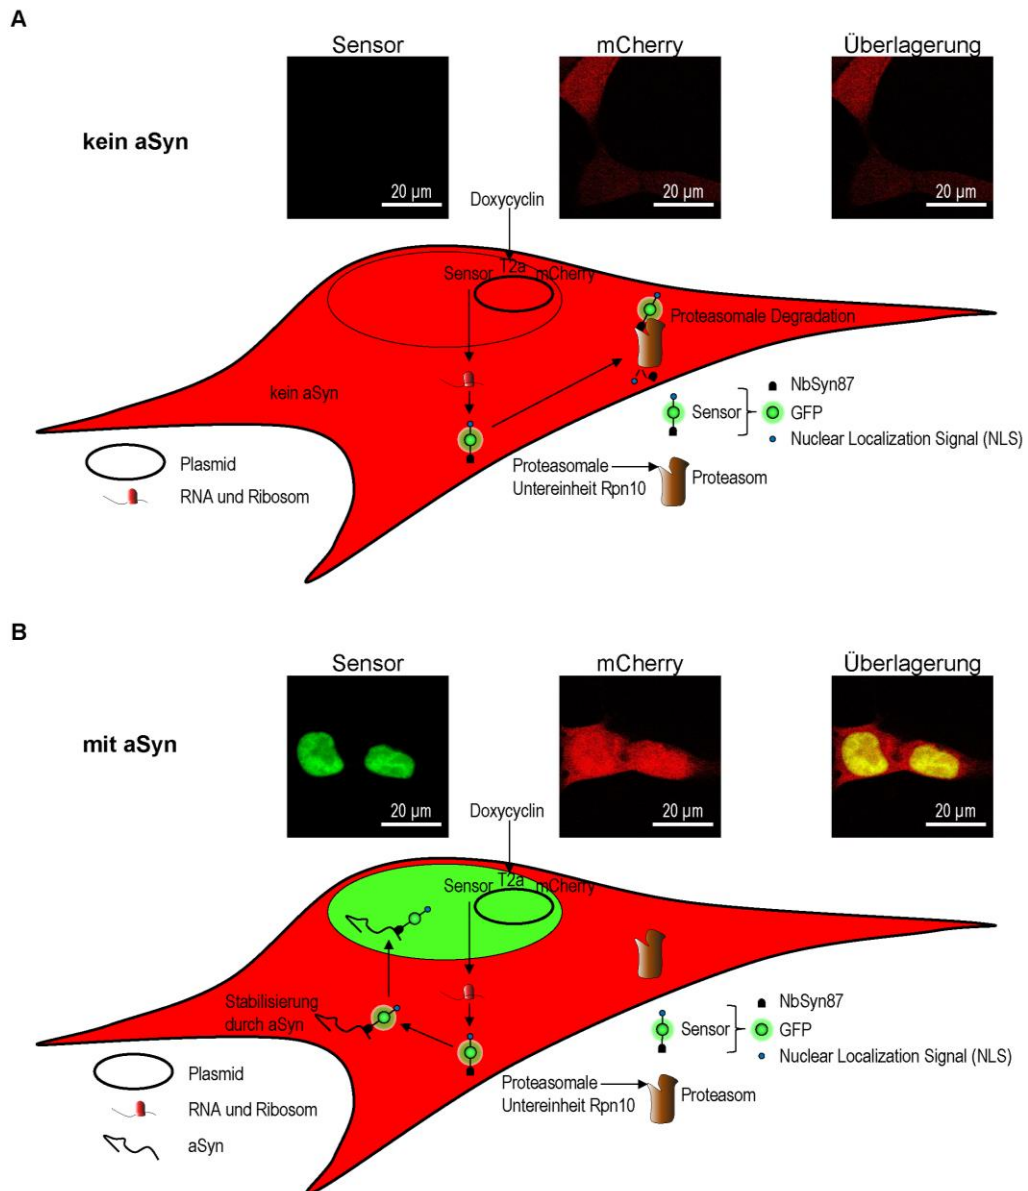 A
Sensor
mCherry
Überlagerung
kein aSyn
20 µm
20 µm
20 µm
Doxycyclin
Sensor T2a mCherry
Proteasomale Degradation
kein aSyn
NbSyn87
Sensor
GFP
Nuclear Localization Signal (NLS)
Plasmid
RNA und Ribosom
Proteasomale
Untereinheit Rpn10
Proteasom
B
Sensor
mCherry
Überlagerung
mit aSyn
20 µm
20 µm
20 µm
Doxycyclin
Sensor T2a mCherry
Stabilisierung
durch aSyn
NbSyn87
Sensor
GFP
Nuclear Localization Signal (NLS)
Plasmid
RNA und Ribosom
aSyn
Proteasomale
Untereinheit Rpn10
Proteasom